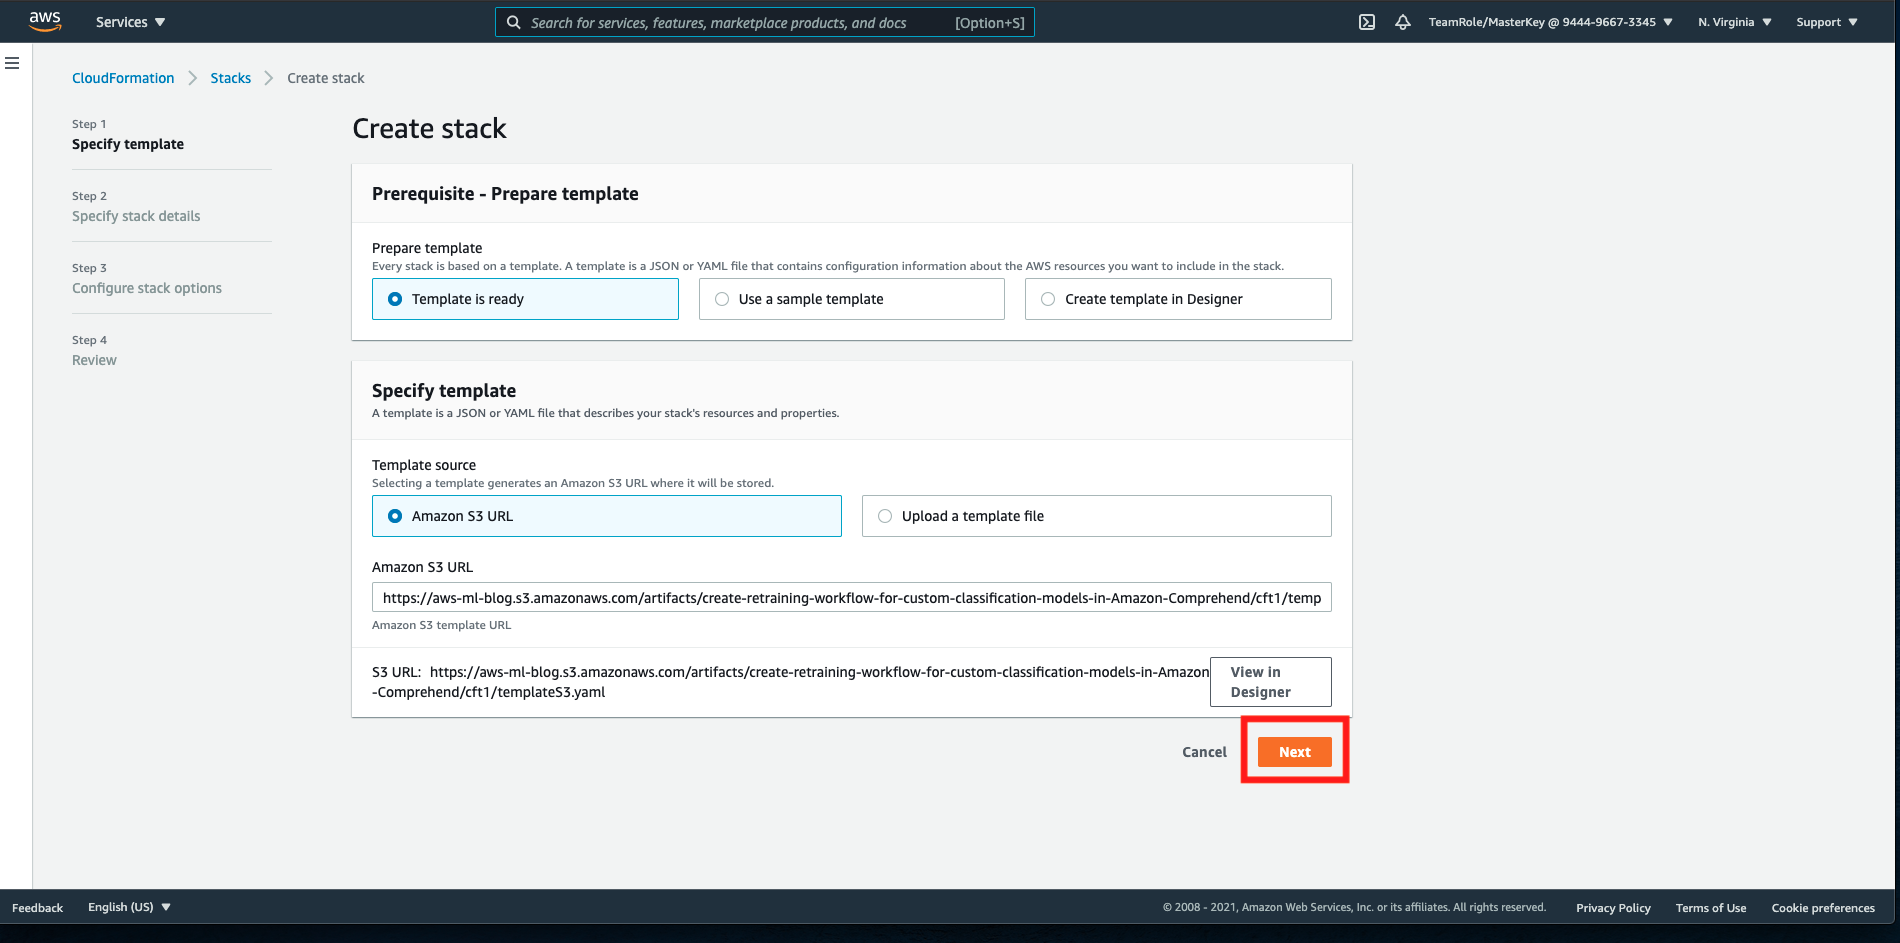 aws
Services
Search for services, features, marketplace products, and docs
[Option+S]
TeamRole/MasterKey @ 9444-9667-3345
N. Virginia
Support
CloudFormation
Stacks
Create stack
Step 1
Specify template
Step 2
Specify stack details
Step 3
Configure stack options
Step 4
Review
Create stack
Prerequisite - Prepare template
Prepare template
Every stack is based on a template. A template is a JSON or YAML file that contains configuration information about the AWS resources you want to include in the stack.
Template is ready
Use a sample template
Create template in Designer
Specify template
A template is a JSON or YAML file that describes your stack's resources and properties.
Template source
Selecting a template generates an Amazon S3 URL where it will be stored.
Amazon S3 URL
Upload a template file
Amazon S3 URL
https://aws-ml-blog.s3.amazonaws.com/artifacts/create-retraining-workflow-for-custom-classification-models-in-Amazon-Comprehend/cft1/temp
Amazon S3 template URL
S3 URL: https://aws-ml-blog.s3.amazonaws.com/artifacts/create-retraining-workflow-for-custom-classification-models-in-Amazon
-Comprehend/cft1/templateS3.yaml
View in
Designer
Cancel
Next
Feedback
English (US)
© 2008 - 2021, Amazon Web Services, Inc. or its affiliates. All rights reserved.
Privacy Policy
Terms of Use
Cookie preferences